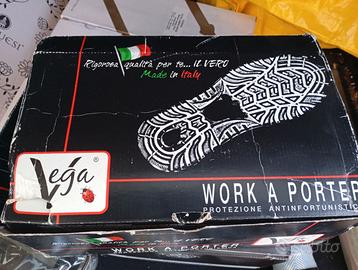 Rigorosa qualità per te... IL VERO
Made in Italy
Vega ®
WORK A PORTER
PROTEZIONE ANTINFORTUNISTICA
WORK A PORTER